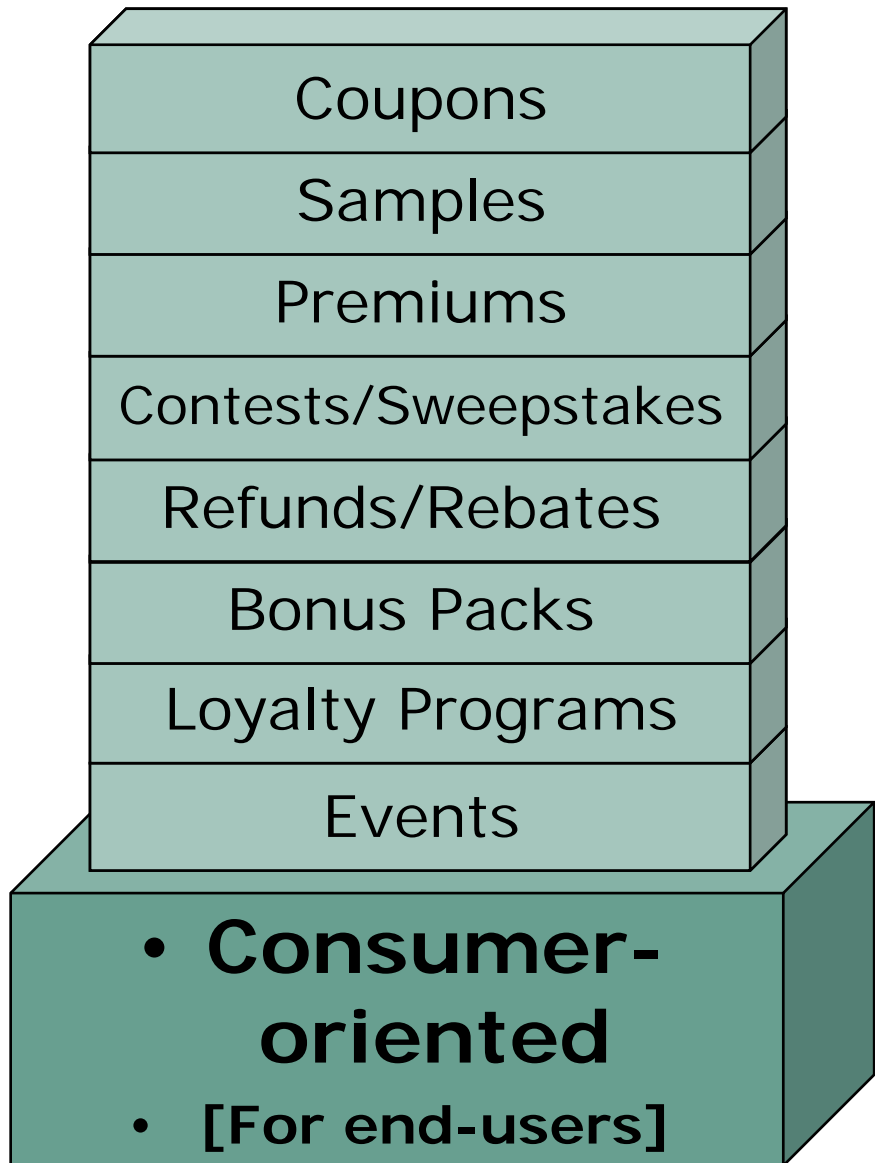 Coupons
Samples
Premiums
Contests/Sweepstakes
Refunds/Rebates
Bonus Packs
Loyalty Programs
Events
• Consumer-
oriented
• [For end-users]